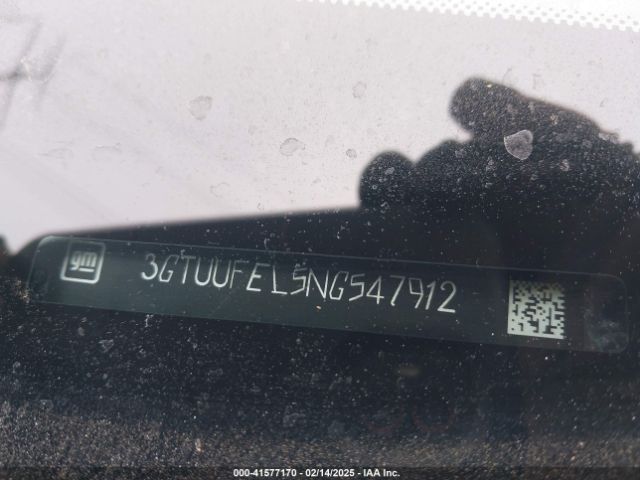 gm 3GTUUFEL5NG547912
000-41577170 - 02/14/2025 - IAA Inc.